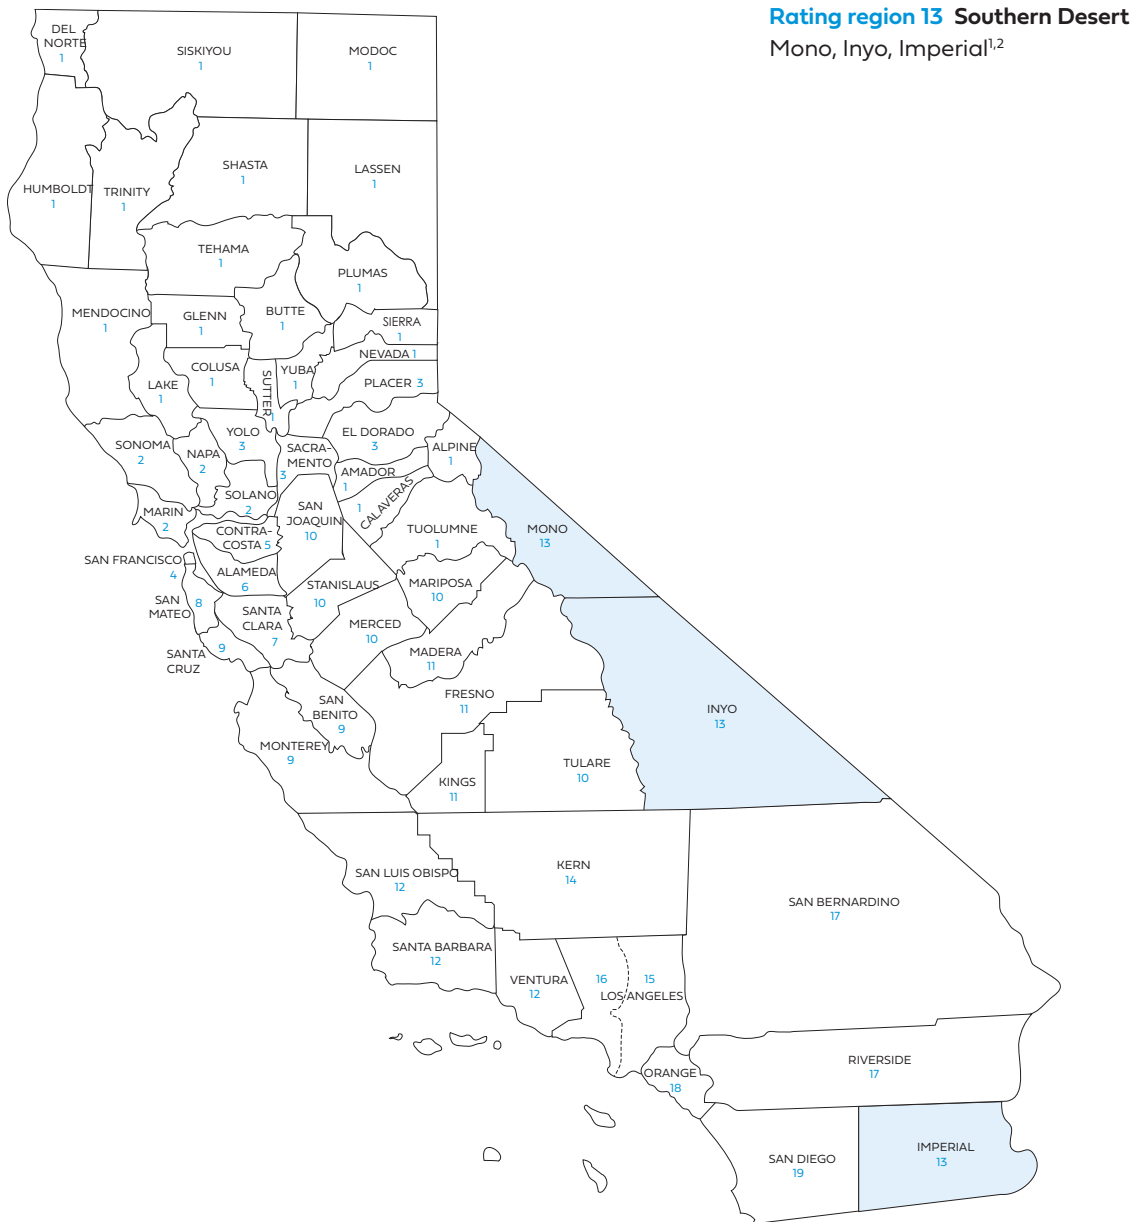 Rating region 13 Southern Desert
Mono, Inyo, Imperial1,2
DEL
NORTE
1
SISKIYOU
1
MODOC
1
HUMBOLDT
1
TRINITY
1
SHASTA
1
LASSEN
1
TEHAMA
1
PLUMAS
1
MENDOCINO
1
GLENN
1
BUTTE
1
SIERRA
1
NEVADA 1
LAKE
1
COLUSA
1
SUTTER
1
YUBA
1
PLACER 3
SONOMA
2
NAPA
2
YOLO
3
SACRA-
MENTO
3
EL DORADO
3
ALPINE
1
AMADOR
1
CALAVERAS
1
SOLANO
2
MARIN
2
SAN
JOAQUIN
10
TUOLUMNE
1
MONO
13
CONTRA-
COSTA 5
SAN FRANCISCO
4
ALAMEDA
6
STANISLAUS
10
MARIPOSA
10
SAN
MATEO
8
SANTA
CLARA
7
MERCED
10
SANTA
CRUZ
9
MADERA
11
FRESNO
11
SAN
BENITO
9
INYO
13
MONTEREY
9
KINGS
11
TULARE
10
SAN LUIS OBISPO
12
KERN
14
SAN BERNARDINO
17
SANTA BARBARA
12
VENTURA
12
16
15
LOS ANGELES
ORANGE
18
RIVERSIDE
17
SAN DIEGO
19
IMPERIAL
13